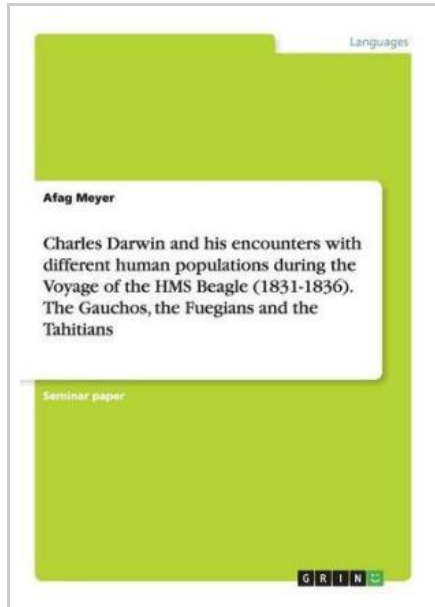 Languages
Afag Meyer
Charles Darwin and his encounters with
different human populations during the
Voyage of the HMS Beagle (1831-1836).
The Gauchos, the Fuegians and the
Tahitians
Seminar paper
GRIN